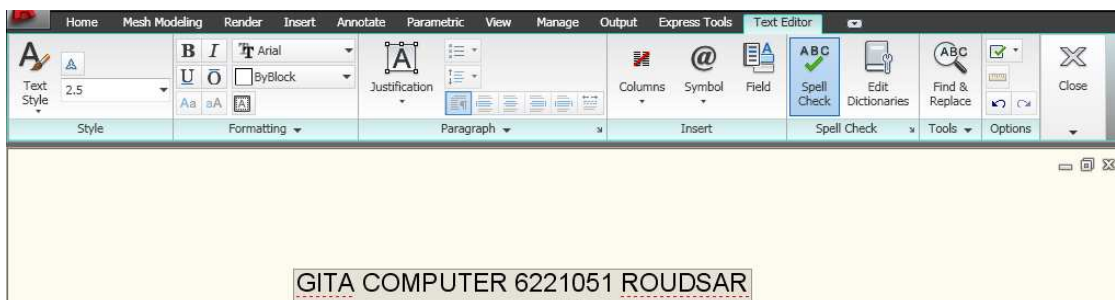 Home Mesh Modeling Render Insert Annotate Parametric View Manage Output Express Tools Text Editor
B I Arial
U O ByBlock
2.5
Aa aA A
Text Style
Justification
Columns
@ Symbol
Field
ABC Spell Check
Edit Dictionaries
ABC Find & Replace
Close
Style Formatting Paragraph Insert Spell Check Tools Options
GITA COMPUTER 6221051 ROUDSAR